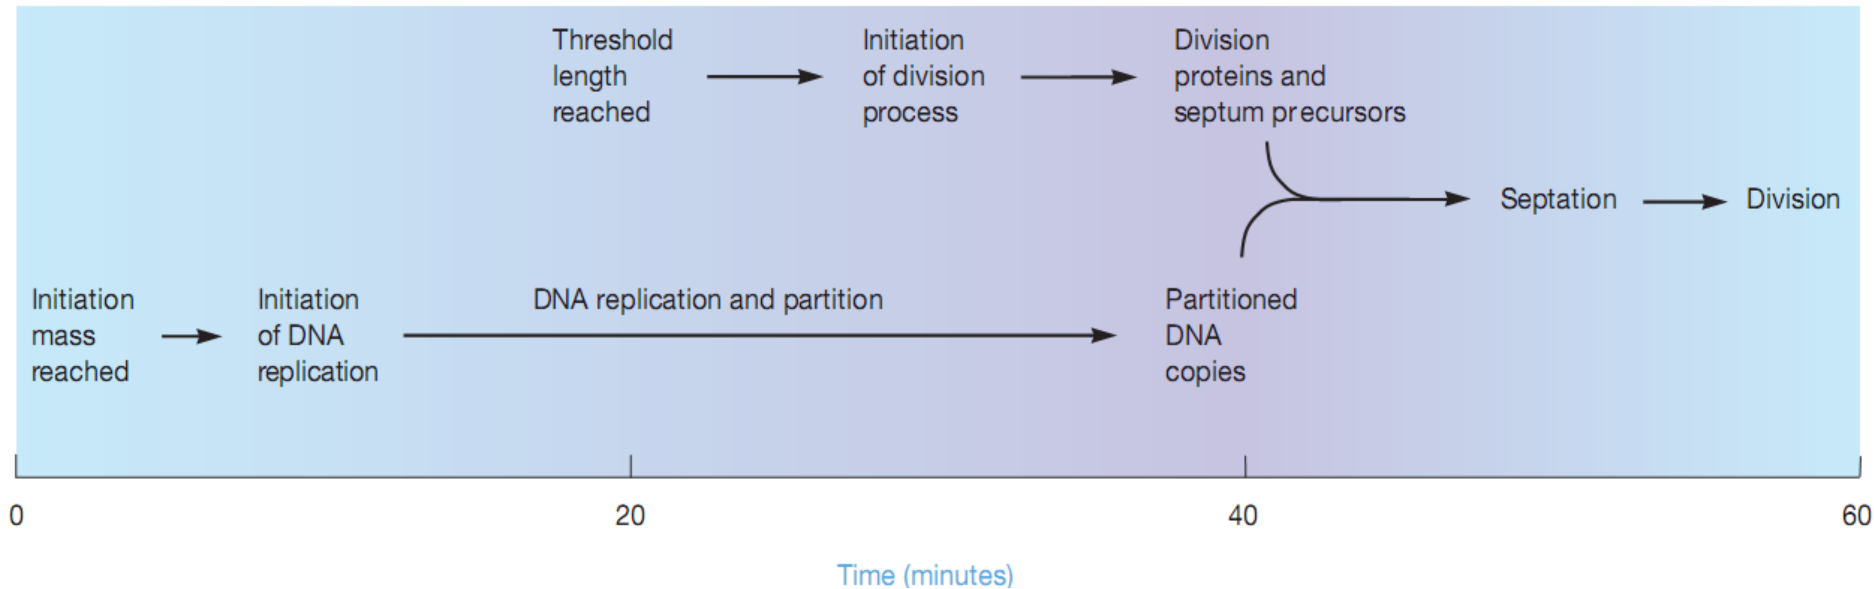 Threshold
length
reached
Initiation
of division
process
Division
proteins and
septum precursors
Septation
Division
Initiation
mass
reached
Initiation
of DNA
replication
DNA replication and partition
Partitioned
DNA
copies
0
20
40
60
Time (minutes)